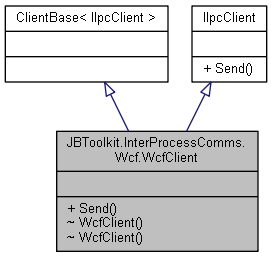 ClientBase< IIpcClient >
IIpcClient
+ Send()
JBToolkit.InterProcessComms.
Wcf.WcfClient
+ Send()
~ WcfClient()
~ WcfClient()